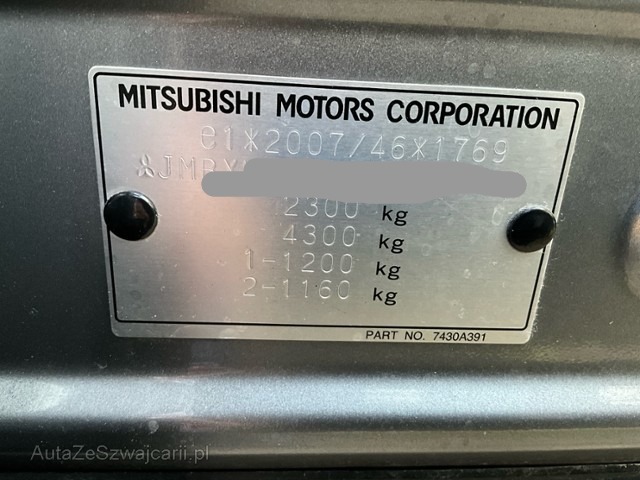 MITSUBISHI MOTORS CORPORATION
e1*2007/46*1769
JMB
2300 kg
4300 kg
1-1200 kg
2-1160 kg
PART NO. 7430A391
AutaZeSzwajcarii.pl